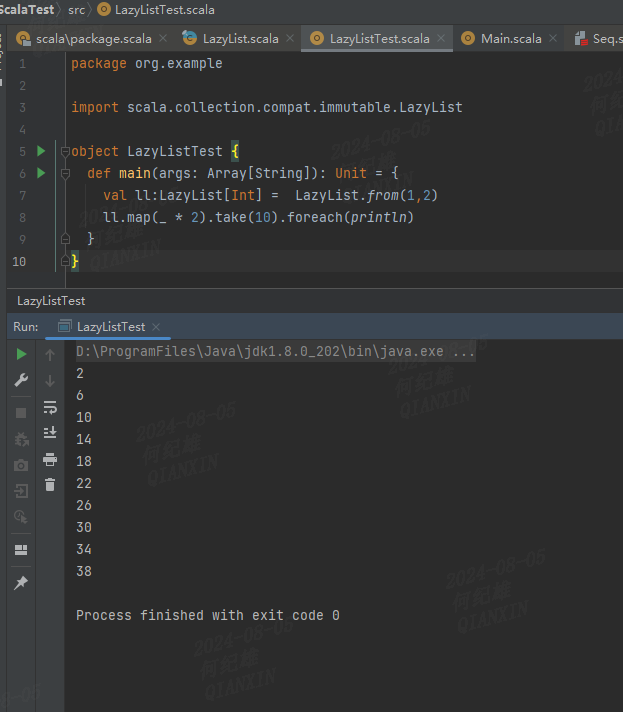 ScalaTest > src > LazyListTest.scala
scala\package.scala × LazyList.scala × LazyListTest.scala × Main.scala × Seq.s
1 package org.example
2
3 import scala.collection.compat.immutable.LazyList
4
5 object LazyListTest {
6 def main(args: Array[String]): Unit = {
7 val ll:LazyList[Int] =  LazyList.from(1,2)
8 ll.map(_ * 2).take(10).foreach(println)
9 }
10 }
LazyListTest
Run: LazyListTest ×
D:\ProgramFiles\Java\jdk1.8.0_202\bin\java.exe ...
2
6
10
14
18
22
26
30
34
38
Process finished with exit code 0
2024-08-05
何纪维
QIANXIN